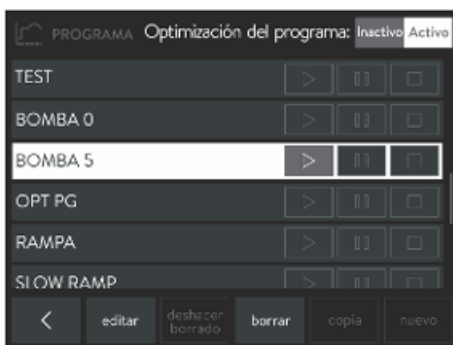 PROGRAMA Optimización del programa: Inactivo Activo
TEST
BOMBA 0
BOMBA 5
OPT PG
RAMPA
SLOW RAMP
editar deshacer borrado borrar copia nuevo